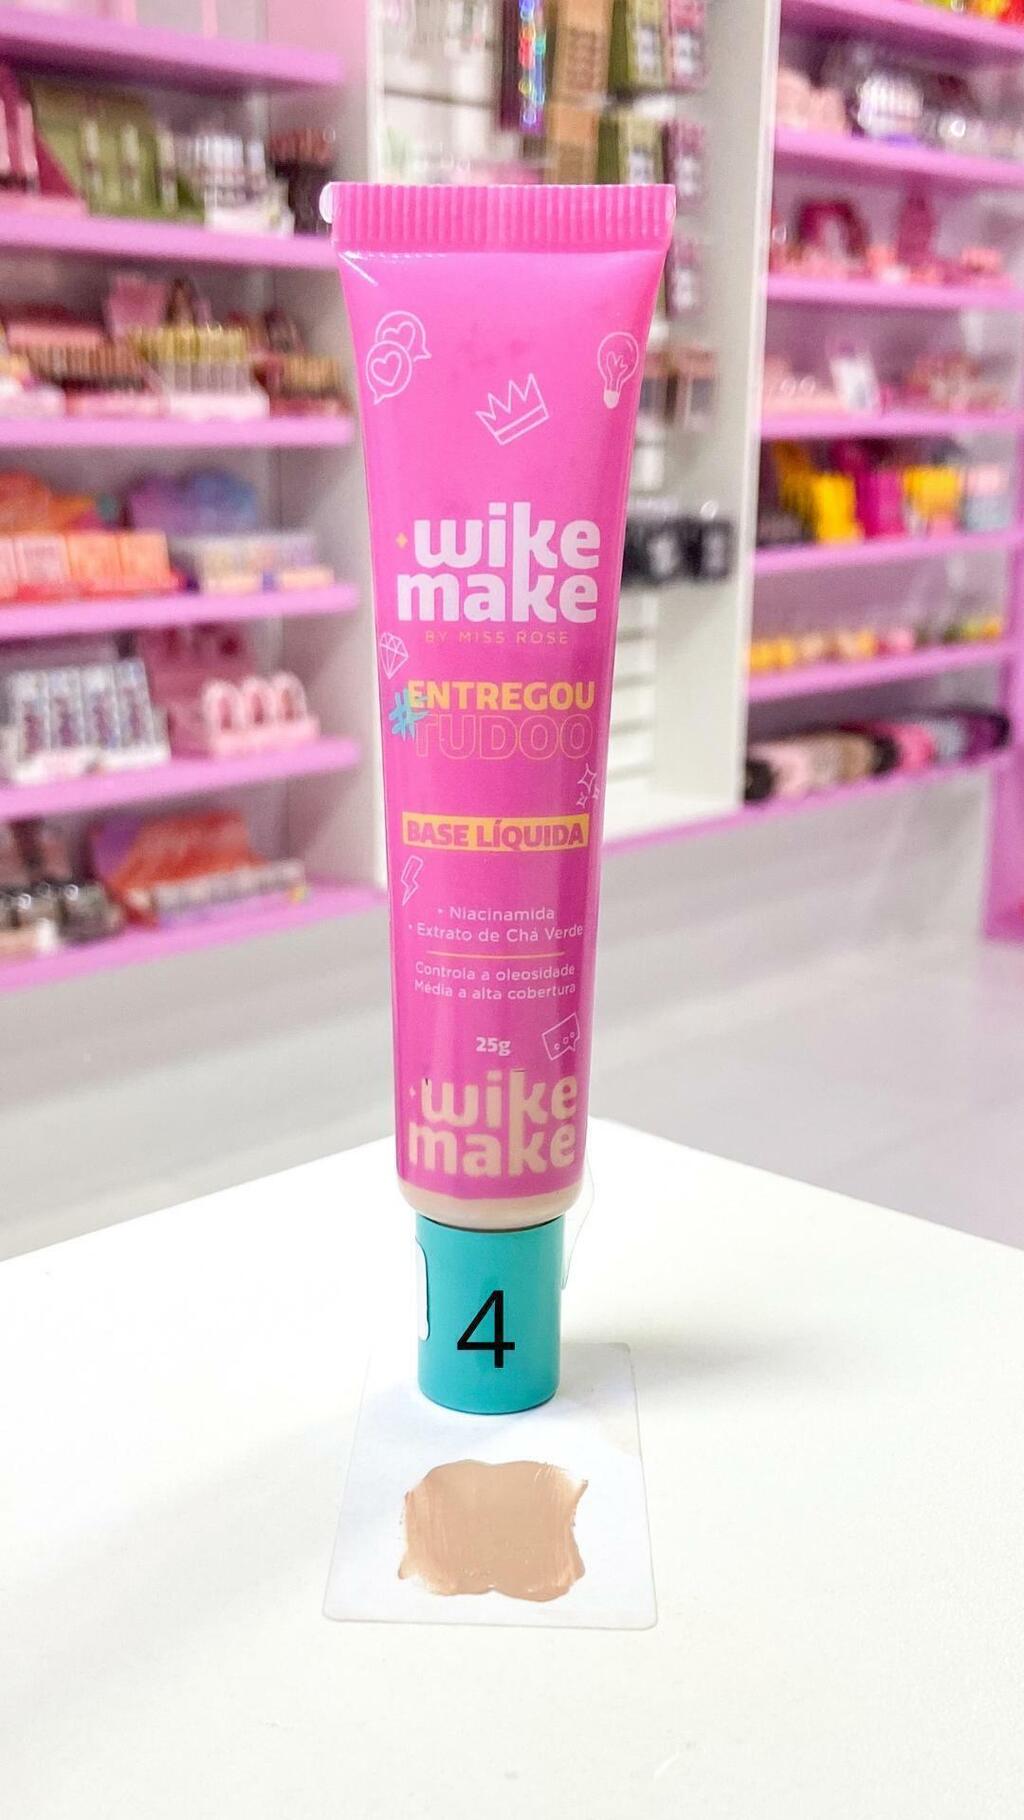 wike
make
BY MISS ROSE
#ENTREGOU
TUDOO
BASE LÍQUIDA
• Niacinamida
• Extrato de Chá Verde
Controla a oleosidade
Média a alta cobertura
25g
wike
make
4